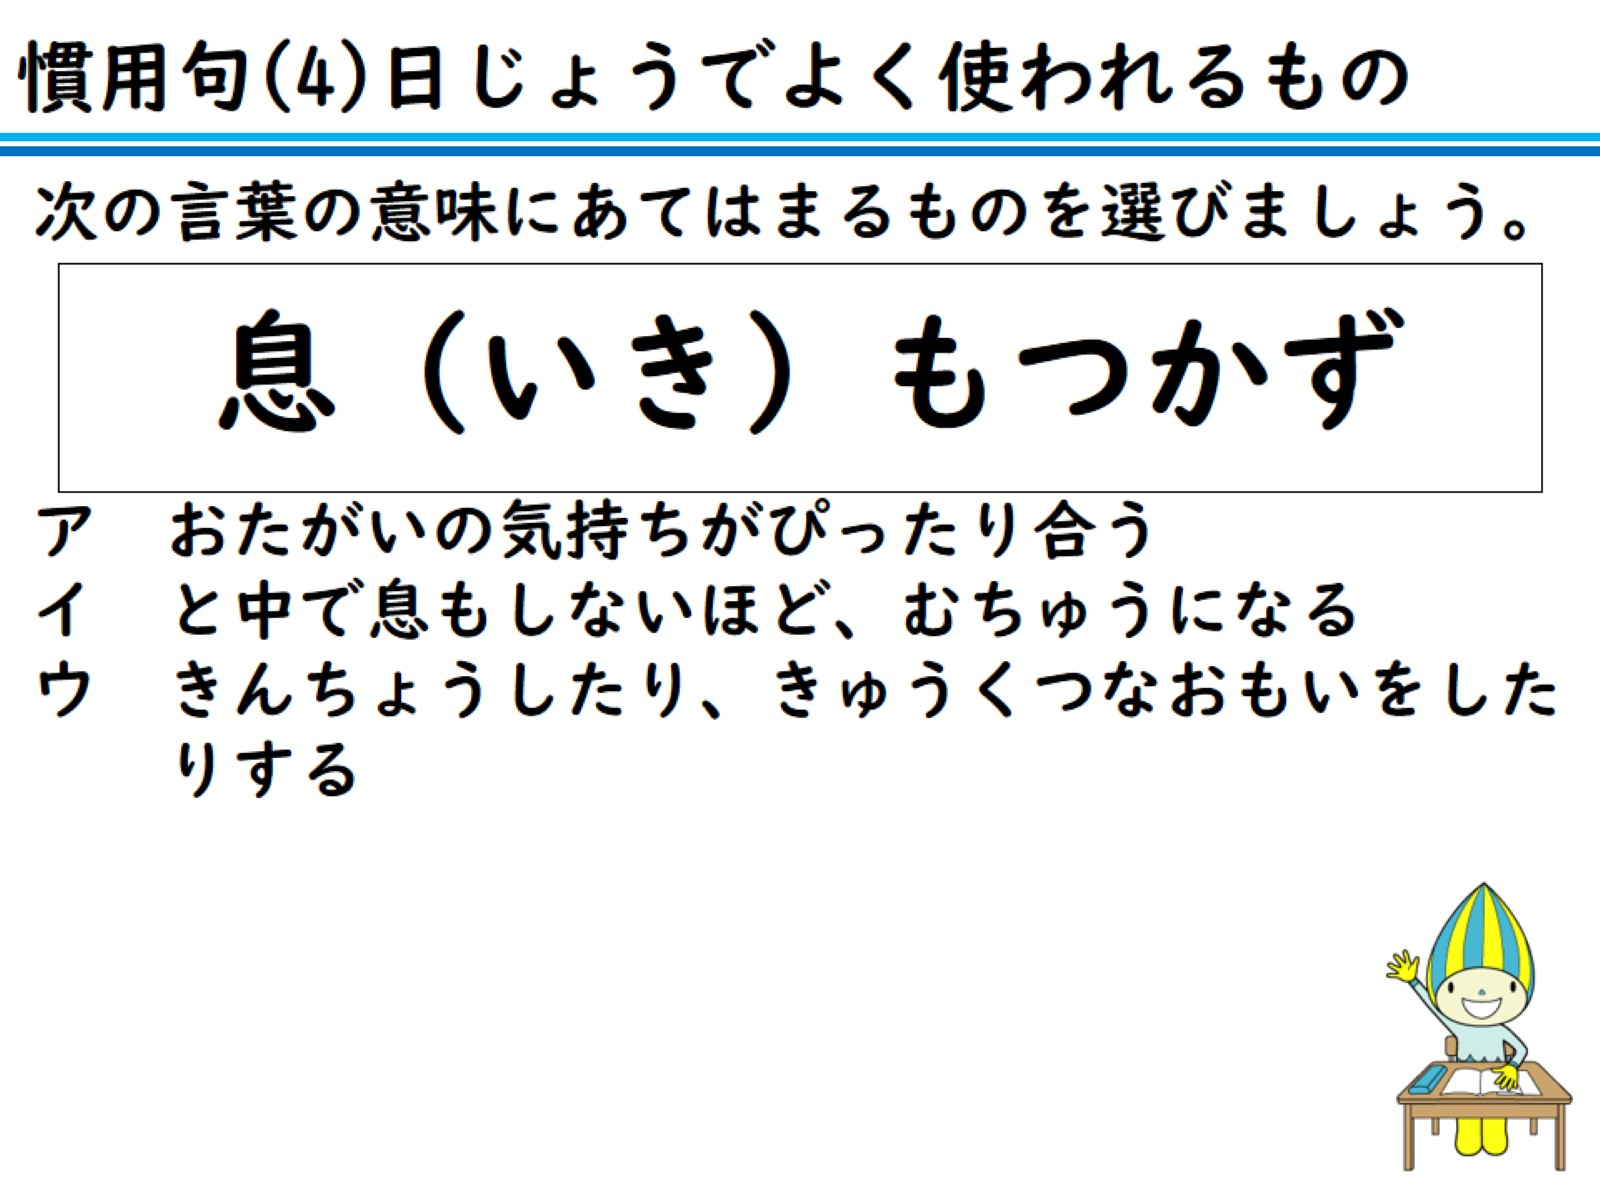 慣用句(4)日じょうでよく使われるもの
次の言葉の意味にあてはまるものを選びましょう。
息（いき）もつかず
ア　おたがいの気持ちがぴったり合う
イ　と中で息もしないほど、むちゅうになる
ウ　きんちょうしたり、きゅうくつなおもいをした
りする